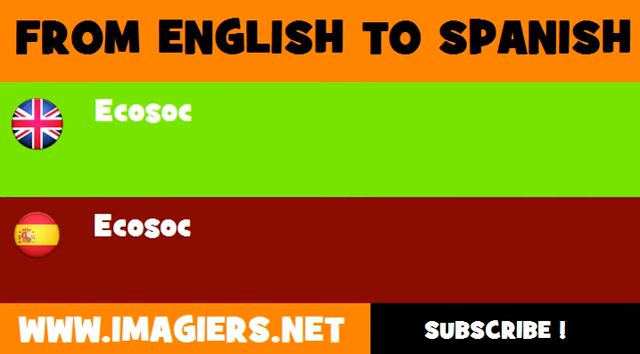 FROM ENGLISH TO SPANISH
Ecosoc
Ecosoc
WWW.IMAGIERS.NET
SUBSCRIBE !